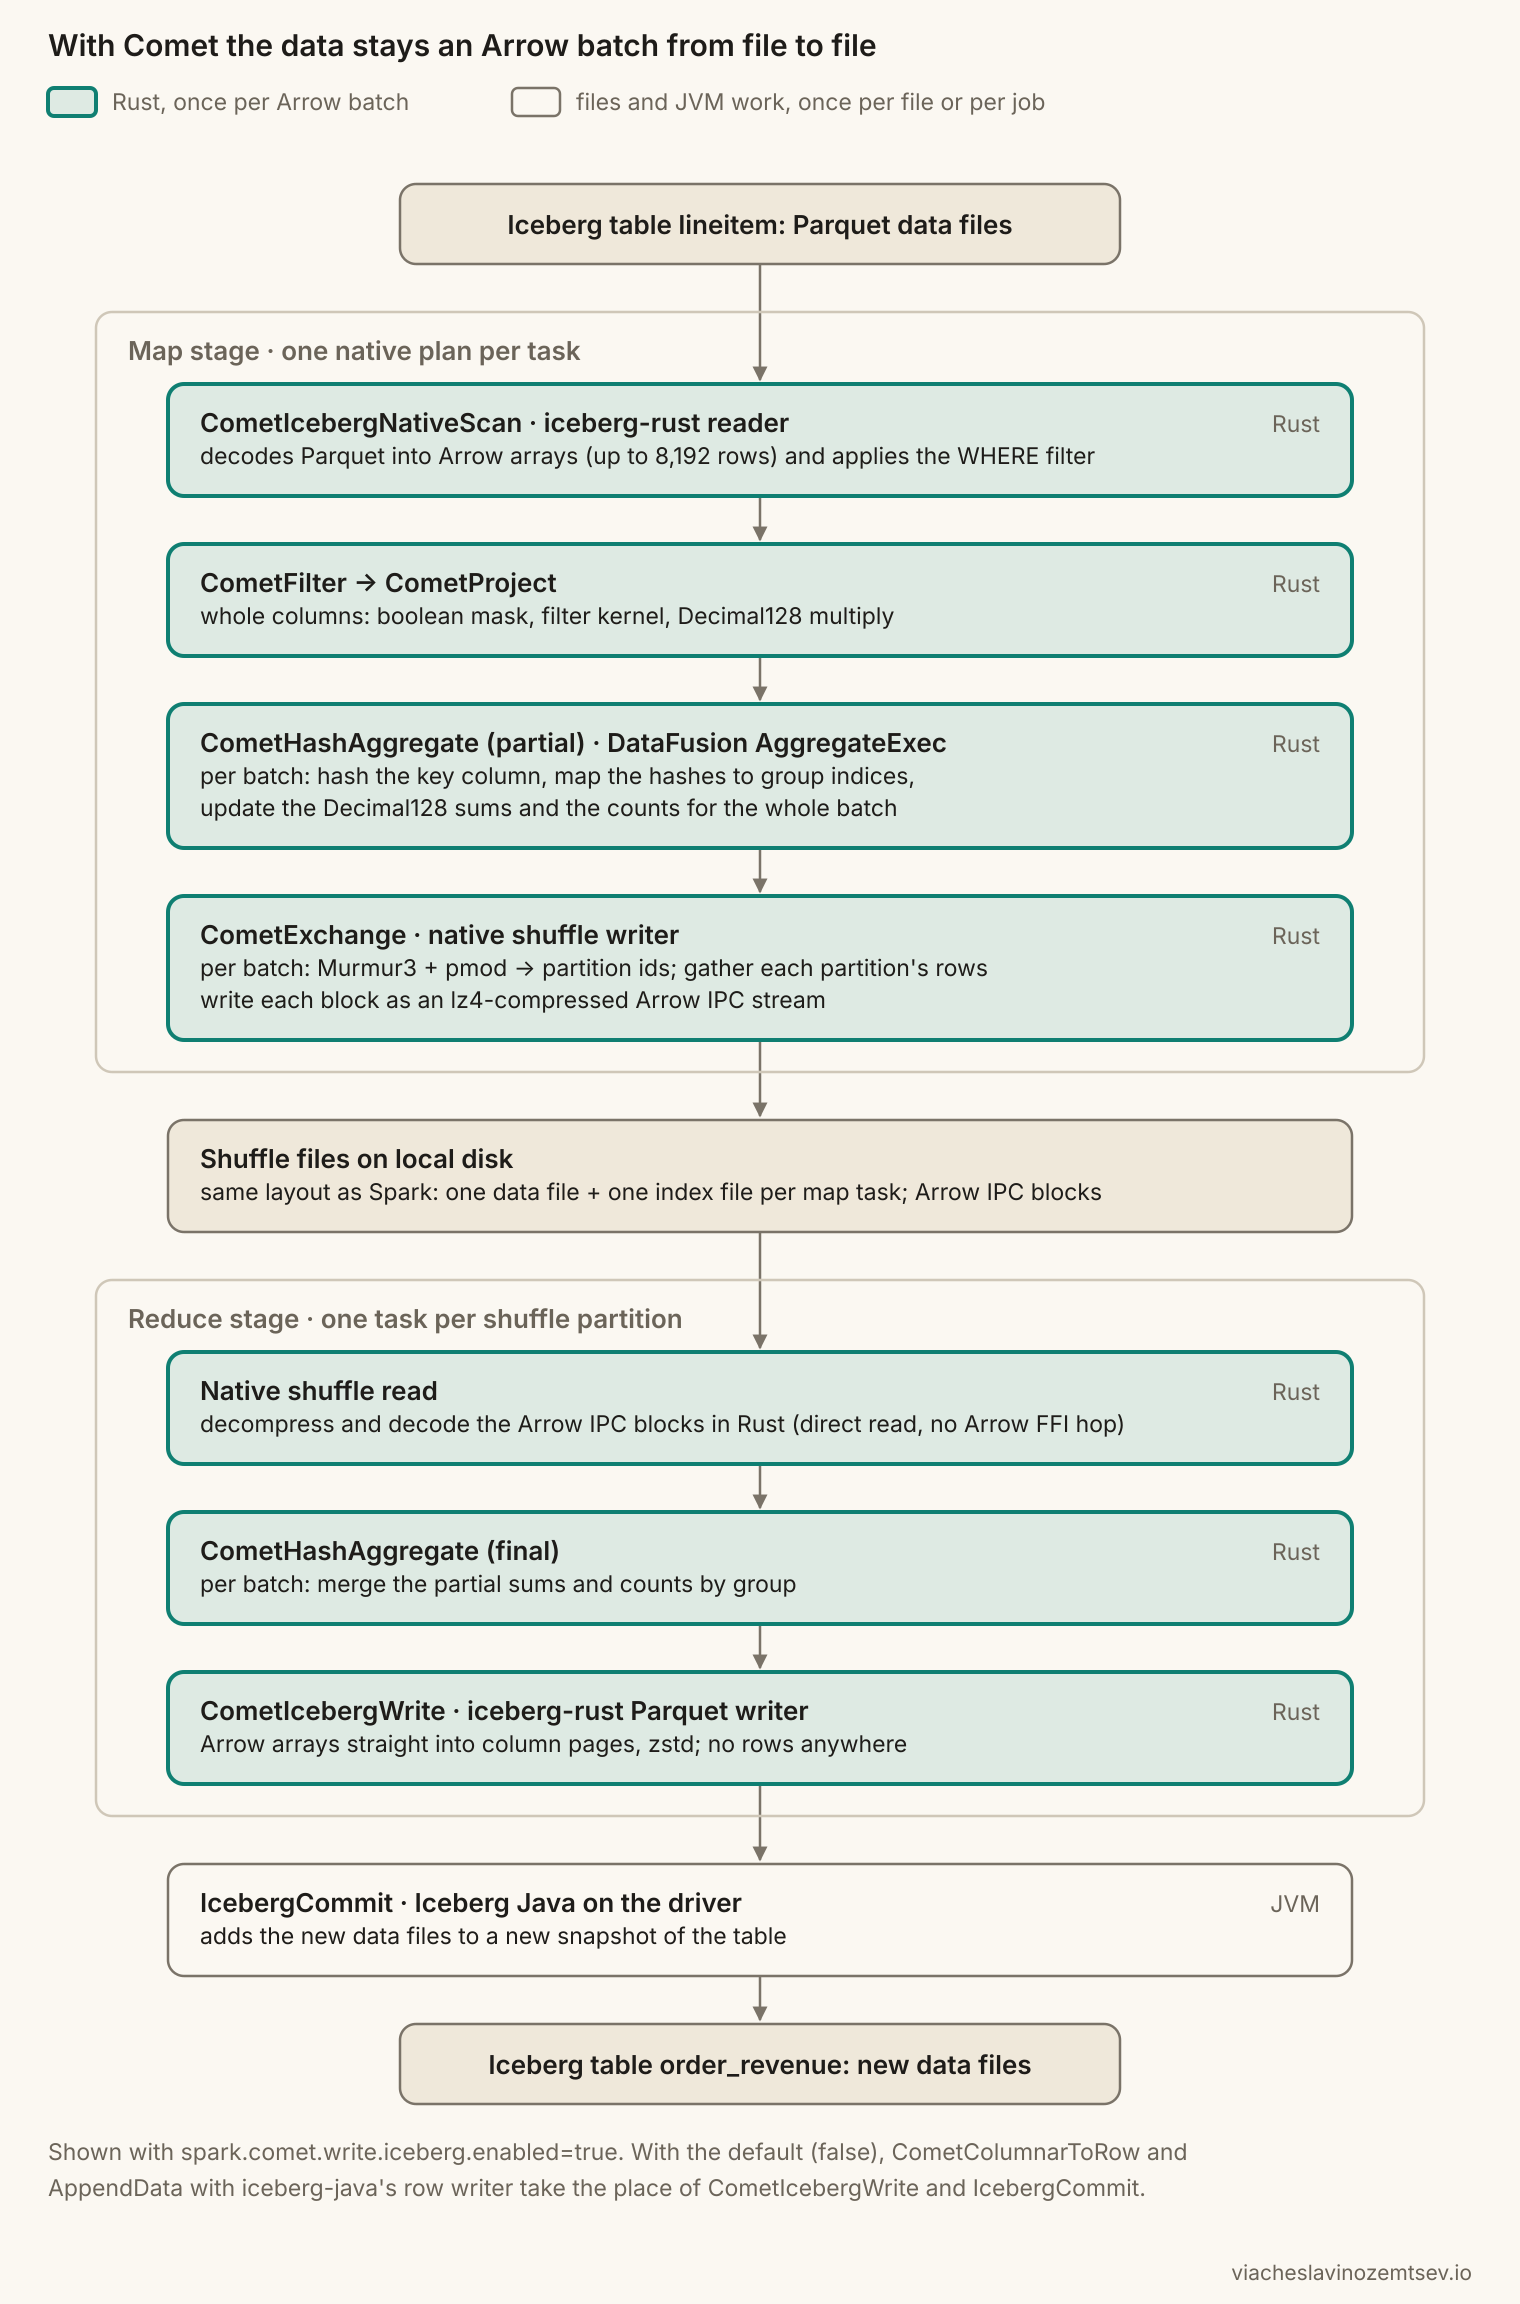 With Comet the data stays an Arrow batch from file to file
Rust, once per Arrow batch
files and JVM work, once per file or per job
Iceberg table lineitem: Parquet data files
Map stage · one native plan per task
CometIcebergNativeScan · iceberg-rust reader
Rust
decodes Parquet into Arrow arrays (up to 8,192 rows) and applies the WHERE filter
CometFilter → CometProject
Rust
whole columns: boolean mask, filter kernel, Decimal128 multiply
CometHashAggregate (partial) · DataFusion AggregateExec
Rust
per batch: hash the key column, map the hashes to group indices,
update the Decimal128 sums and the counts for the whole batch
CometExchange · native shuffle writer
Rust
per batch: Murmur3 + pmod → partition ids; gather each partition's rows
write each block as an lz4-compressed Arrow IPC stream
Shuffle files on local disk
same layout as Spark: one data file + one index file per map task; Arrow IPC blocks
Reduce stage · one task per shuffle partition
Native shuffle read
Rust
decompress and decode the Arrow IPC blocks in Rust (direct read, no Arrow FFI hop)
CometHashAggregate (final)
Rust
per batch: merge the partial sums and counts by group
CometIcebergWrite · iceberg-rust Parquet writer
Rust
Arrow arrays straight into column pages, zstd; no rows anywhere
IcebergCommit · Iceberg Java on the driver
JVM
adds the new data files to a new snapshot of the table
Iceberg table order_revenue: new data files
Shown with spark.comet.write.iceberg.enabled=true. With the default (false), CometColumnarToRow and
AppendData with iceberg-java's row writer take the place of CometIcebergWrite and IcebergCommit.
viacheslavinozemtsev.io